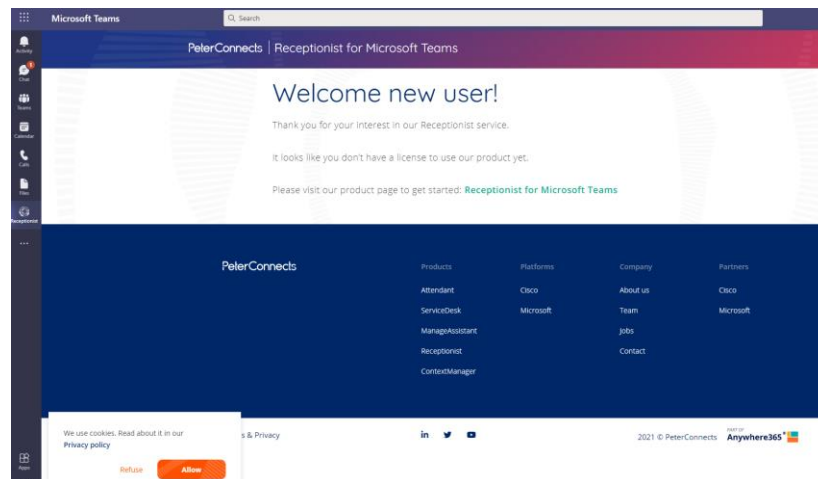 Microsoft Teams
Search
Activity
PeterConnects | Receptionist for Microsoft Teams
1
Chat
Teams
Calendar
Calls
Files
Receptionist
Welcome new user!
Thank you for your interest in our Receptionist service.
It looks like you don't have a license to use our product yet.
Please visit our product page to get started: Receptionist for Microsoft Teams
PeterConnects
Products Platforms Company Partners
Attendant Cisco About us Cisco
ServiceDesk Microsoft Team Microsoft
ManageAssistant Jobs
Receptionist Contact
ContextManager
We use cookies. Read about it in our
Privacy policy
Refuse Allow
& Privacy
2021 © PeterConnects
PART OF
Anywhere365
Apps